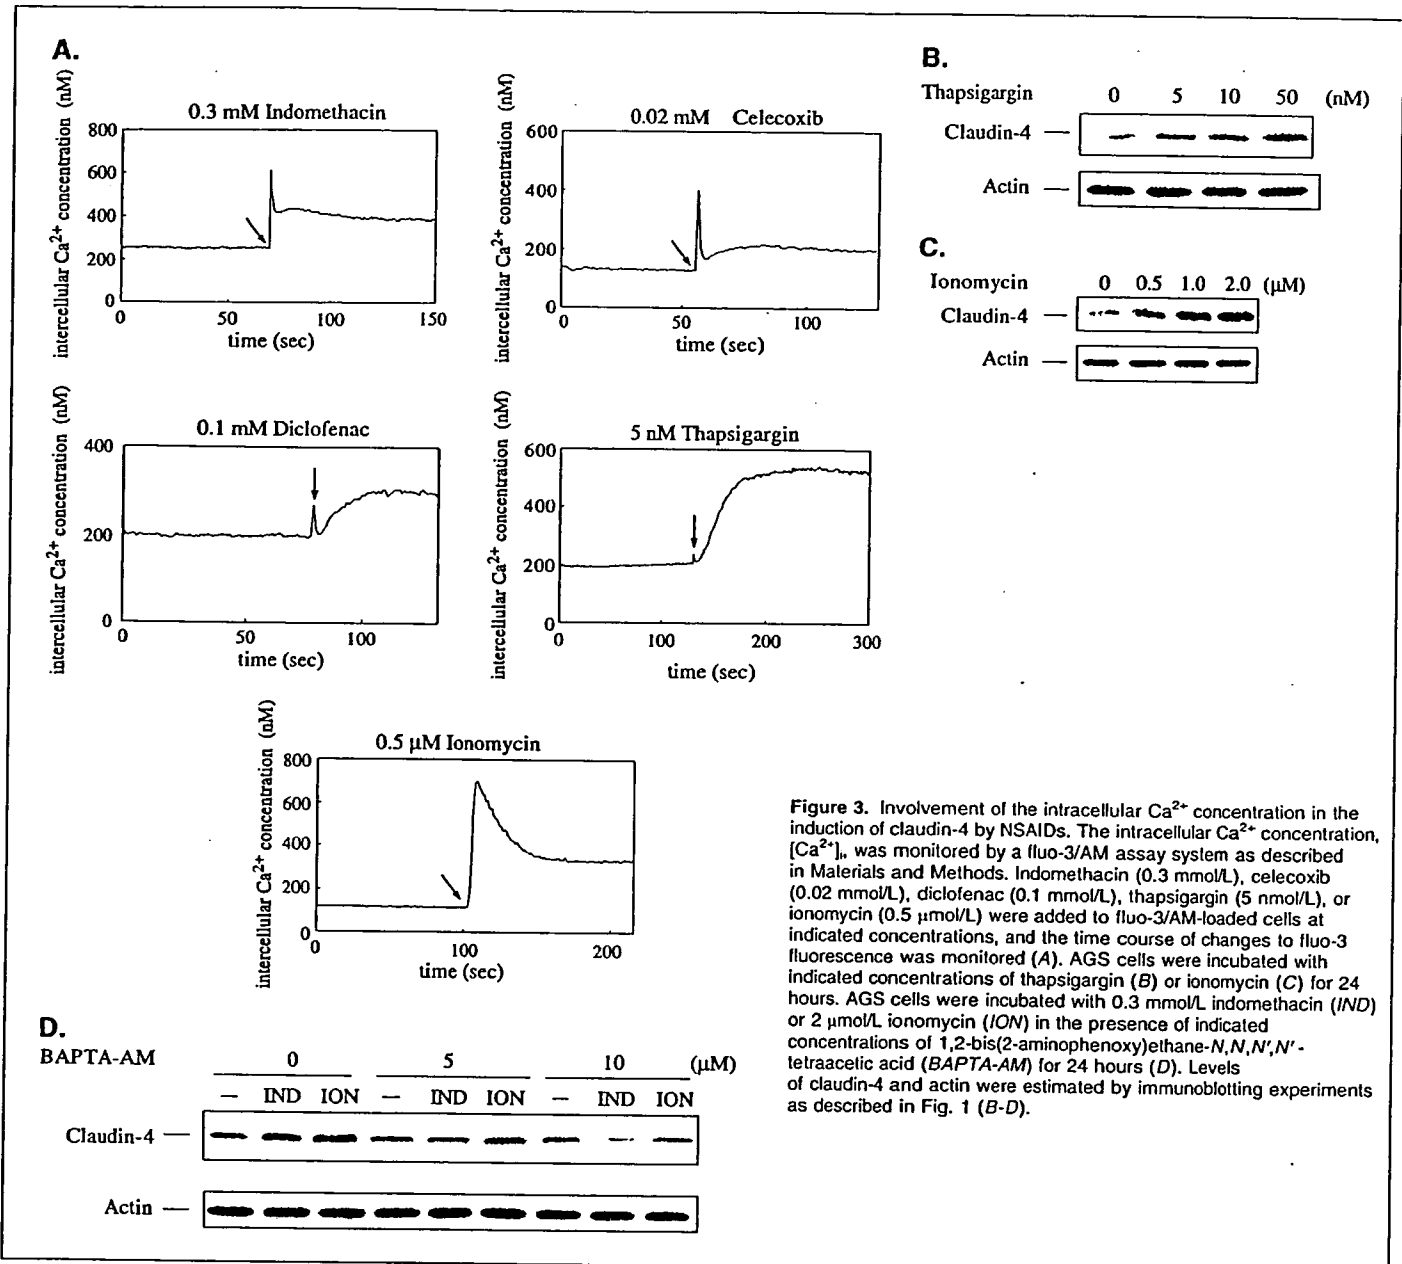 A.
0.3 mM Indomethacin
intercellular Ca2+ concentration (nM)
800
600
400
200
0
0 50 100 150
time (sec)
0.02 mM Celecoxib
intercellular Ca2+ concentration (nM)
600
400
200
0
0 50 100
time (sec)
0.1 mM Diclofenac
intercellular Ca2+ concentration (nM)
400
200
0
0 50 100
time (sec)
5 nM Thapsigargin
intercellular Ca2+ concentration (nM)
600
400
200
0
0 100 200 300
time (sec)
0.5 μM Ionomycin
intercellular Ca2+ concentration (nM)
800
600
400
200
0
0 100 200
time (sec)
B.
Thapsigargin 0 5 10 50 (nM)
Claudin-4
Actin
C.
Ionomycin 0 0.5 1.0 2.0 (μM)
Claudin-4
Actin
D.
BAPTA-AM 0 5 10 (μM)
– IND ION – IND ION – IND ION
Claudin-4
Actin
Figure 3. Involvement of the intracellular Ca2+ concentration in the
induction of claudin-4 by NSAIDs. The intracellular Ca2+ concentration,
[Ca2+]i, was monitored by a fluo-3/AM assay system as described
in Materials and Methods. Indomethacin (0.3 mmol/L), celecoxib
(0.02 mmol/L), diclofenac (0.1 mmol/L), thapsigargin (5 nmol/L), or
ionomycin (0.5 μmol/L) were added to fluo-3/AM-loaded cells at
indicated concentrations, and the time course of changes to fluo-3
fluorescence was monitored (A). AGS cells were incubated with
indicated concentrations of thapsigargin (B) or ionomycin (C) for 24
hours. AGS cells were incubated with 0.3 mmol/L indomethacin (IND)
or 2 μmol/L ionomycin (ION) in the presence of indicated
concentrations of 1,2-bis(2-aminophenoxy)ethane-N,N,N′,N′-
tetraacetic acid (BAPTA-AM) for 24 hours (D). Levels
of claudin-4 and actin were estimated by immunoblotting experiments
as described in Fig. 1 (B-D).